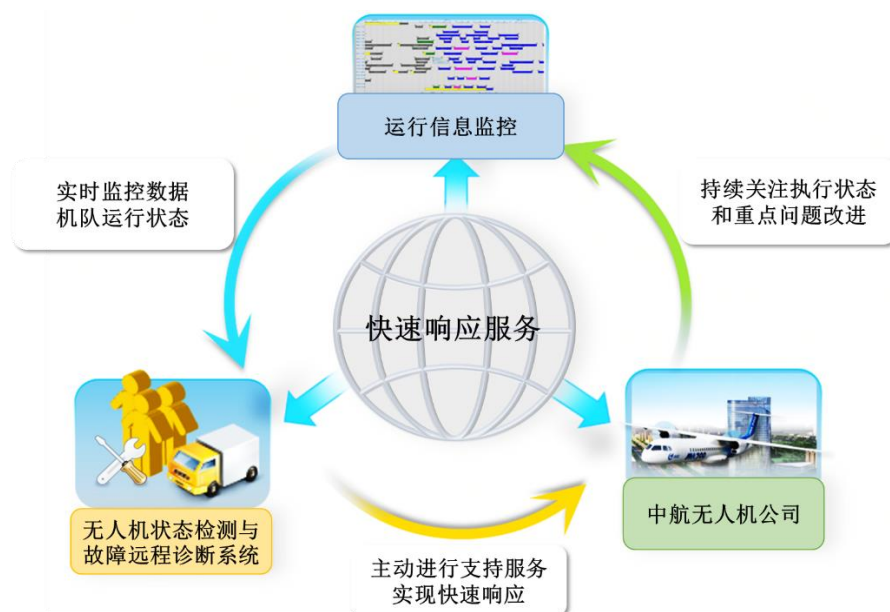 运行信息监控
实时监控数据
机队运行状态
持续关注执行状态
和重点问题改进
快速响应服务
无人机状态检测与
故障远程诊断系统
中航无人机公司
主动进行支持服务
实现快速响应